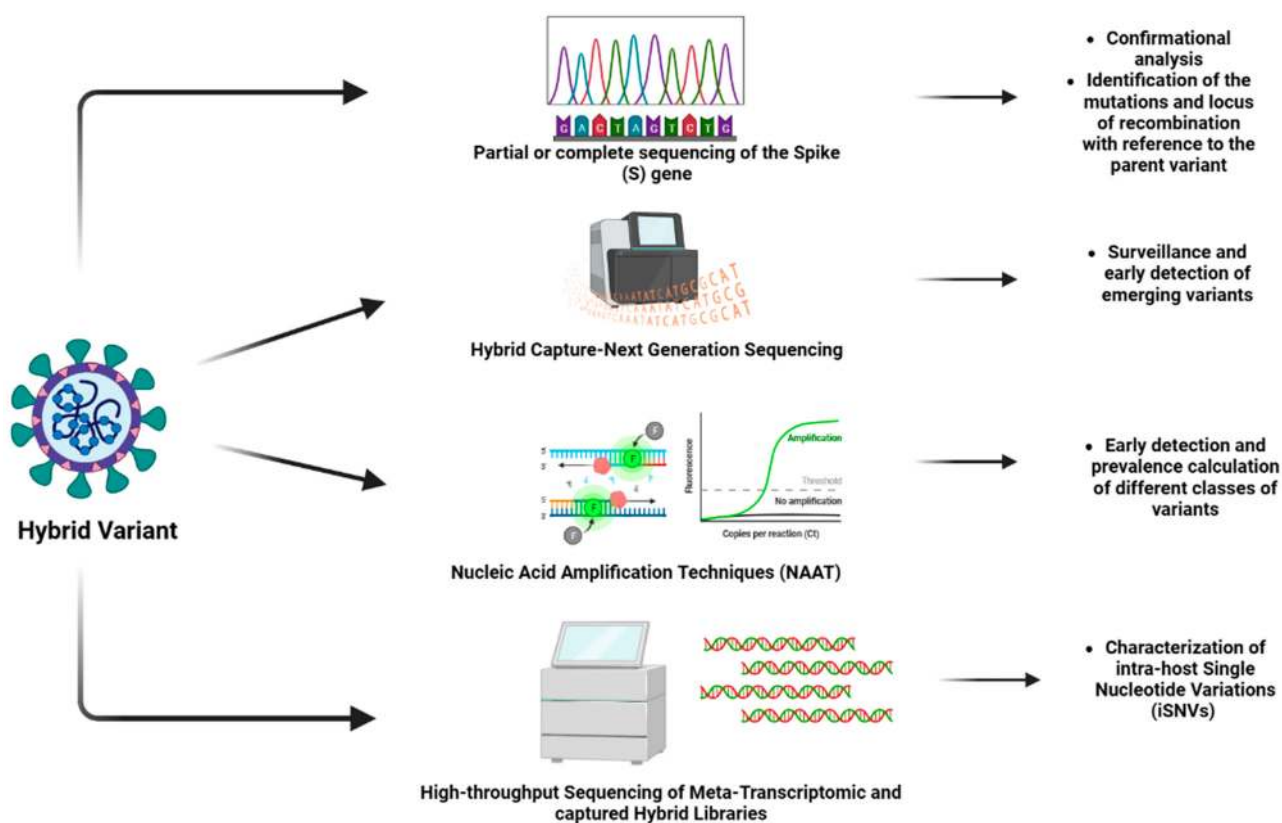 G A C T A G T C T G
Partial or complete sequencing of the Spike
(S) gene
• Confirmational
analysis
• Identification of the
mutations and locus
of recombination
with reference to the
parent variant
Hybrid Capture-Next Generation Sequencing
• Surveillance and
early detection of
emerging variants
Hybrid Variant
F
F
F
F
Fluorescence
Amplification
Threshold
No amplification
Copies per reaction (Ct)
Nucleic Acid Amplification Techniques (NAAT)
• Early detection and
prevalence calculation
of different classes of
variants
High-throughput Sequencing of Meta-Transcriptomic and
captured Hybrid Libraries
• Characterization of
intra-host Single
Nucleotide Variations
(iSNVs)